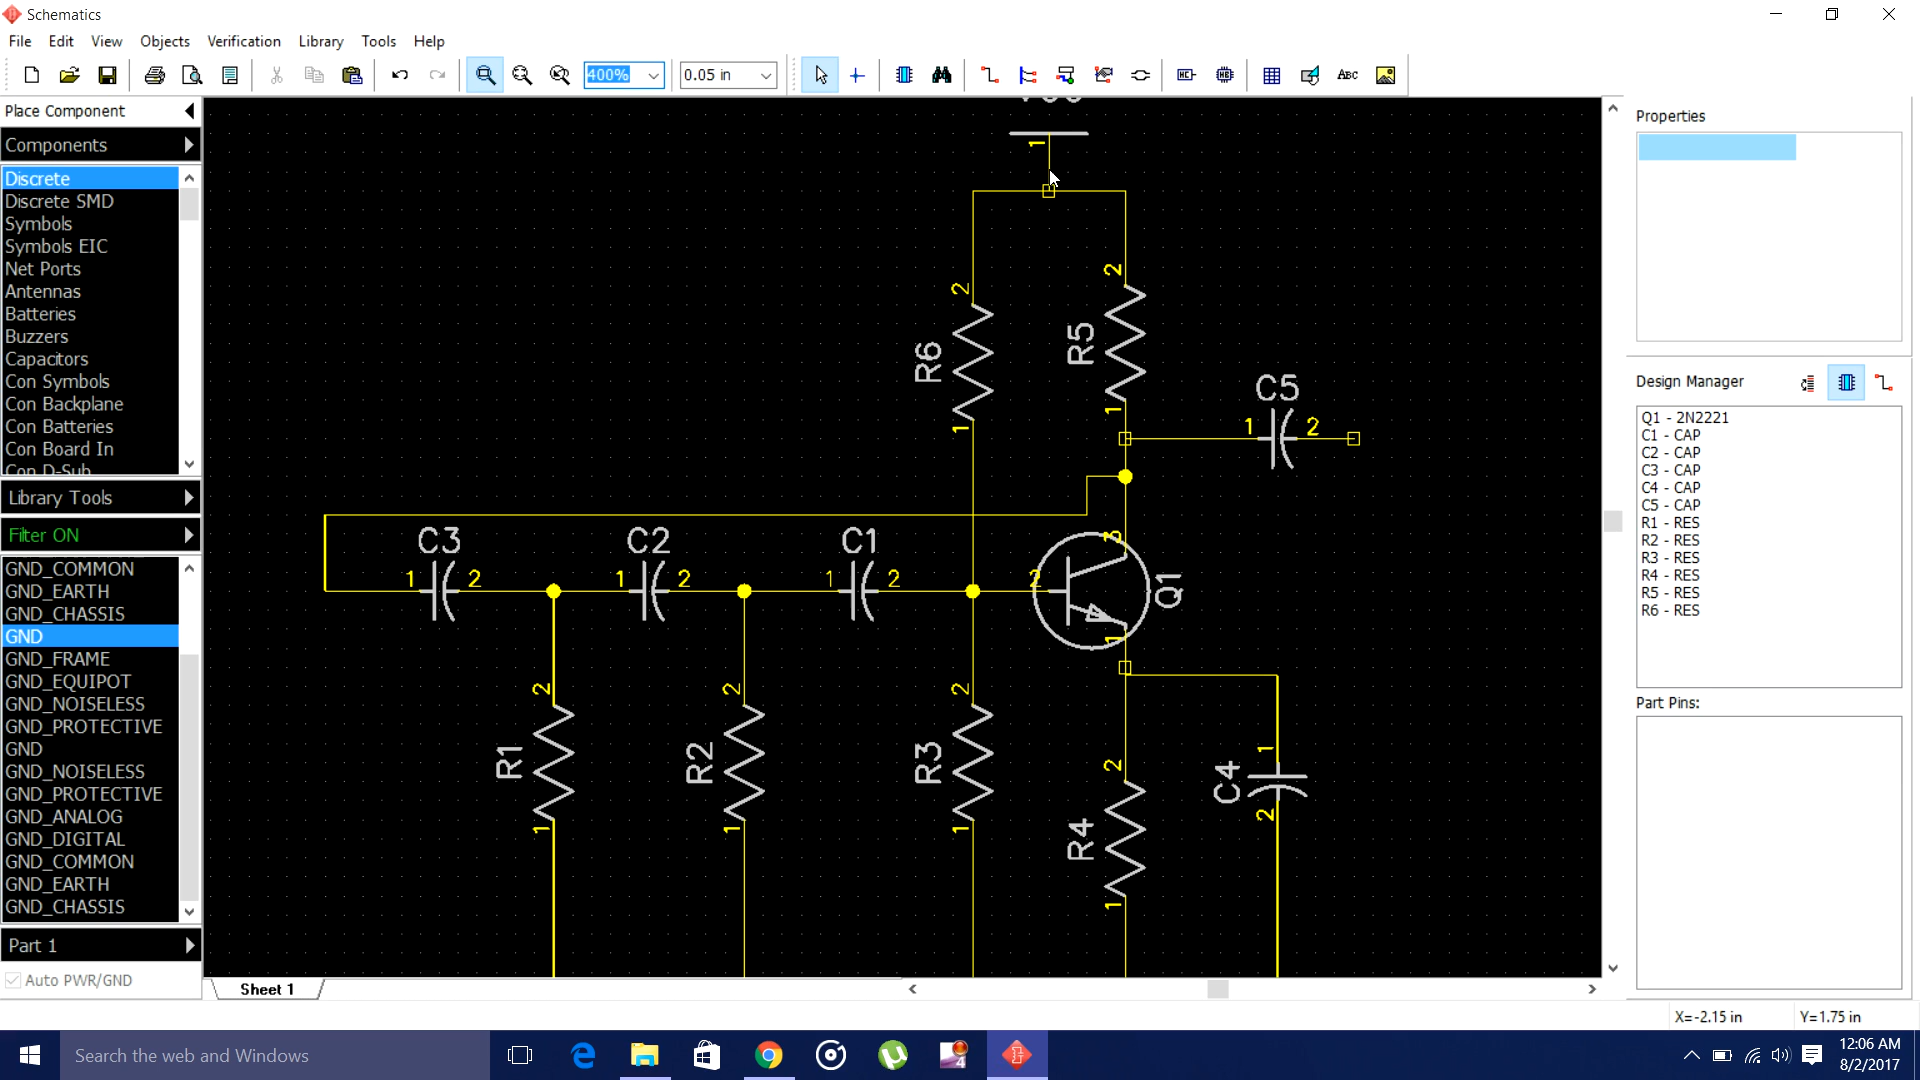 Schematics
File Edit View Objects Verification Library Tools Help
400% 0.05 in ABC
Place Component
Components
Discrete
Discrete SMD
Symbols
Symbols EIC
Net Ports
Antennas
Batteries
Buzzers
Capacitors
Con Symbols
Con Backplane
Con Batteries
Con Board In
Con D-Sub
Library Tools
Filter ON
GND_COMMON
GND_EARTH
GND_CHASSIS
GND
GND_FRAME
GND_EQUIPOT
GND_NOISELESS
GND_PROTECTIVE
GND
GND_NOISELESS
GND_PROTECTIVE
GND_ANALOG
GND_DIGITAL
GND_COMMON
GND_EARTH
GND_CHASSIS
Part 1
Auto PWR/GND
1
2
2
R6
R5
1
1
C5
1 2
C3
1 2
C2
1 2
C1
1 2
3
2
Q1
1
2
R1
1
2
R2
1
2
R3
1
2
R4
1
1
C4
2
Sheet 1
Properties
Design Manager
Q1 - 2N2221
C1 - CAP
C2 - CAP
C3 - CAP
C4 - CAP
C5 - CAP
R1 - RES
R2 - RES
R3 - RES
R4 - RES
R5 - RES
R6 - RES
Part Pins:
X=-2.15 in Y=1.75 in
Search the web and Windows
4
12:06 AM
8/2/2017